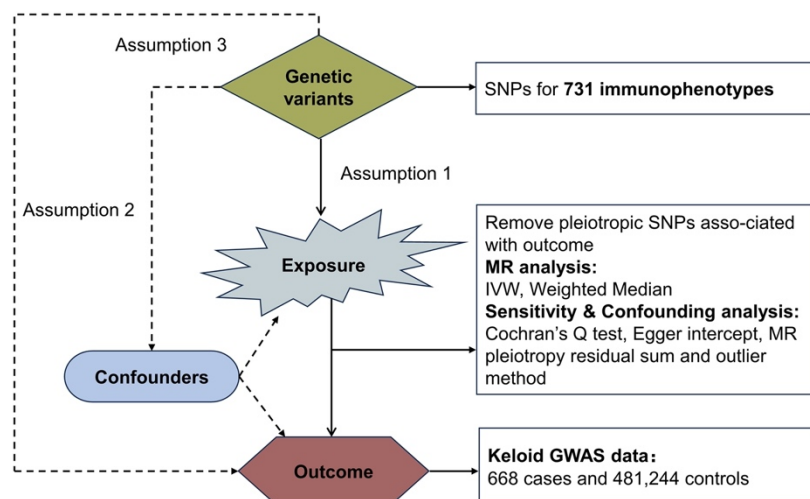 Assumption 3
Genetic
variants
SNPs for 731 immunophenotypes
Assumption 1
Assumption 2
Exposure
Remove pleiotropic SNPs asso-ciated
with outcome
MR analysis:
IVW, Weighted Median
Sensitivity & Confounding analysis:
Cochran's Q test, Egger intercept, MR
pleiotropy residual sum and outlier
method
Confounders
Outcome
Keloid GWAS data：
668 cases and 481,244 controls